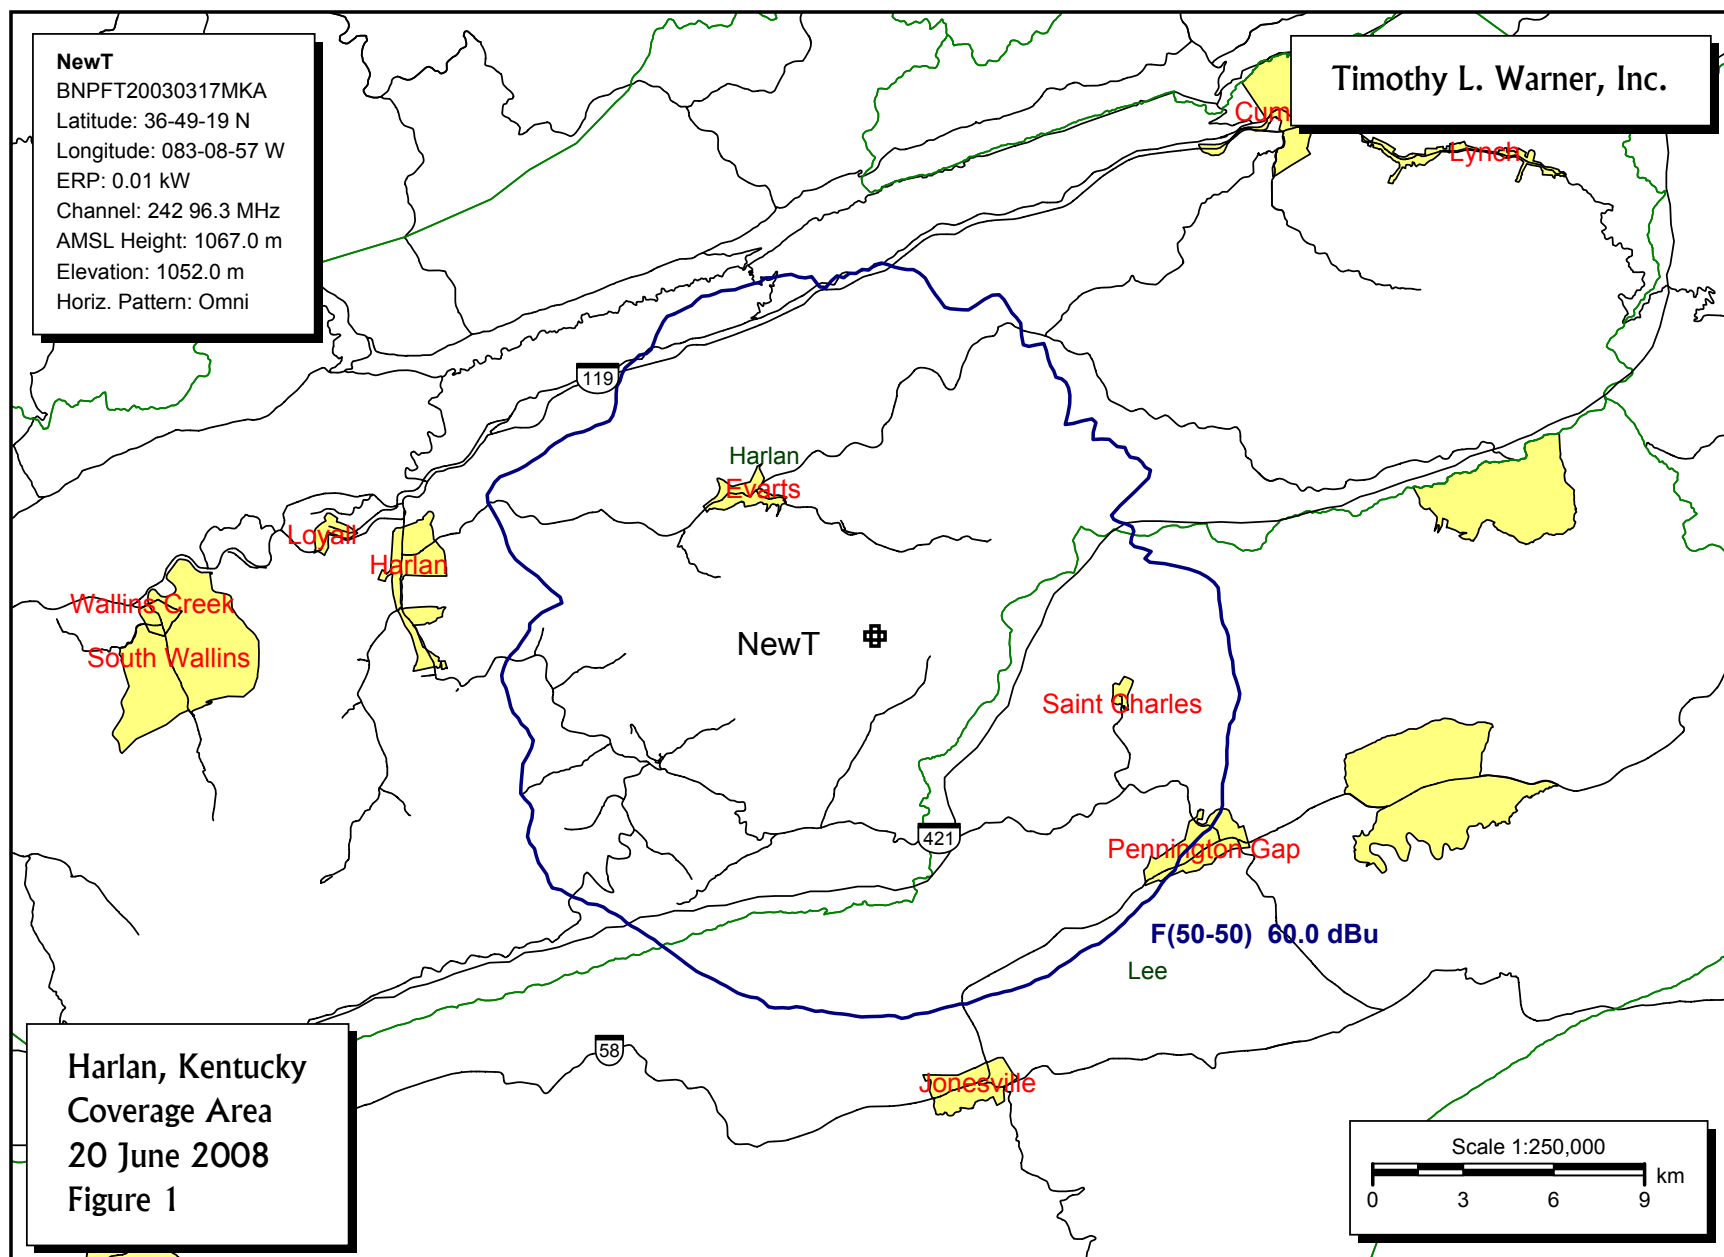 NewT
BNPFT20030317MKA
Latitude: 36-49-19 N
Longitude: 083-08-57 W
ERP: 0.01 kW
Channel: 242 96.3 MHz
AMSL Height: 1067.0 m
Elevation: 1052.0 m
Horiz. Pattern: Omni
Timothy L. Warner, Inc.
Cum
Lynch
119
Harlan
Evarts
Loyall
Harlan
Wallins Creek
South Wallins
NewT
Saint Charles
421
Pennington Gap
F(50-50) 60.0 dBu
Lee
58
Jonesville
Harlan, Kentucky
Coverage Area
20 June 2008
Figure 1
Scale 1:250,000
km
0 3 6 9